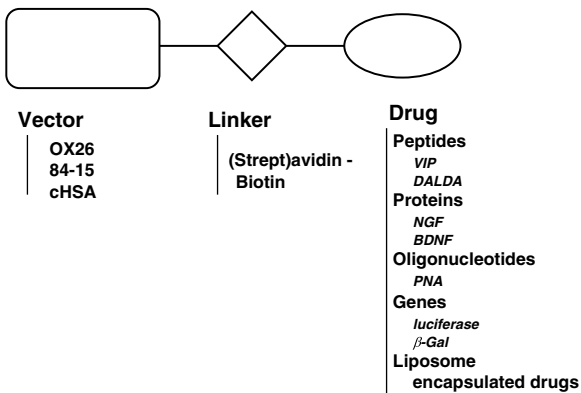 Vector
OX26
84-15
cHSA
Linker
(Strept)avidin -
Biotin
Drug
Peptides
VIP
DALDA
Proteins
NGF
BDNF
Oligonucleotides
PNA
Genes
luciferase
β-Gal
Liposome
encapsulated drugs